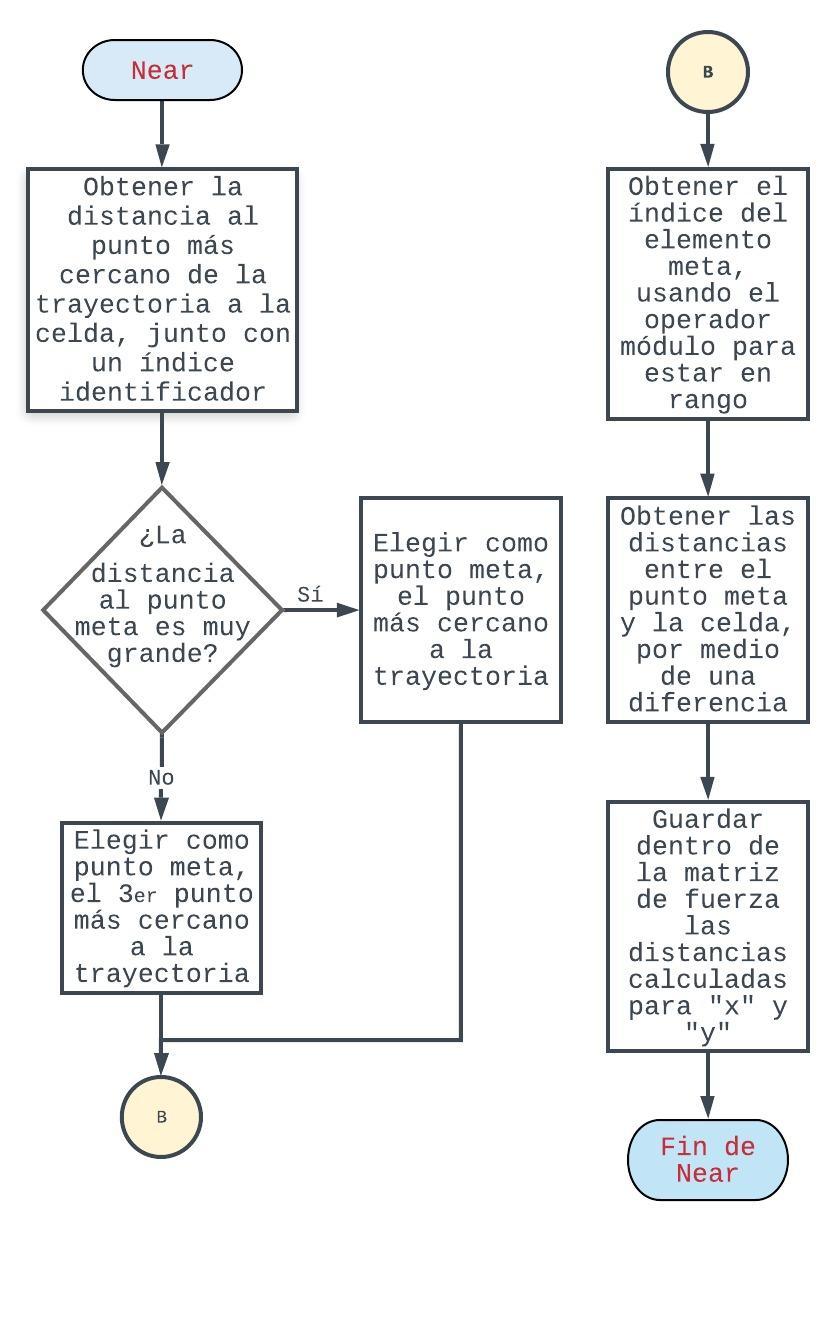 Near
Obtener la
distancia al
punto más
cercano de la
trayectoria a la
celda, junto con
un índice
identificador
¿La
distancia
al punto
meta es muy
grande?
Sí
Elegir como
punto meta,
el punto
más cercano
a la
trayectoria
No
Elegir como
punto meta,
el 3er punto
más cercano
a la
trayectoria
B
B
Obtener el
índice del
elemento
meta,
usando el
operador
módulo para
estar en
rango
Obtener las
distancias
entre el
punto meta
y la celda,
por medio
de una
diferencia
Guardar
dentro de
la matriz
de fuerza
las
distancias
calculadas
para "x" y
"y"
Fin de
Near